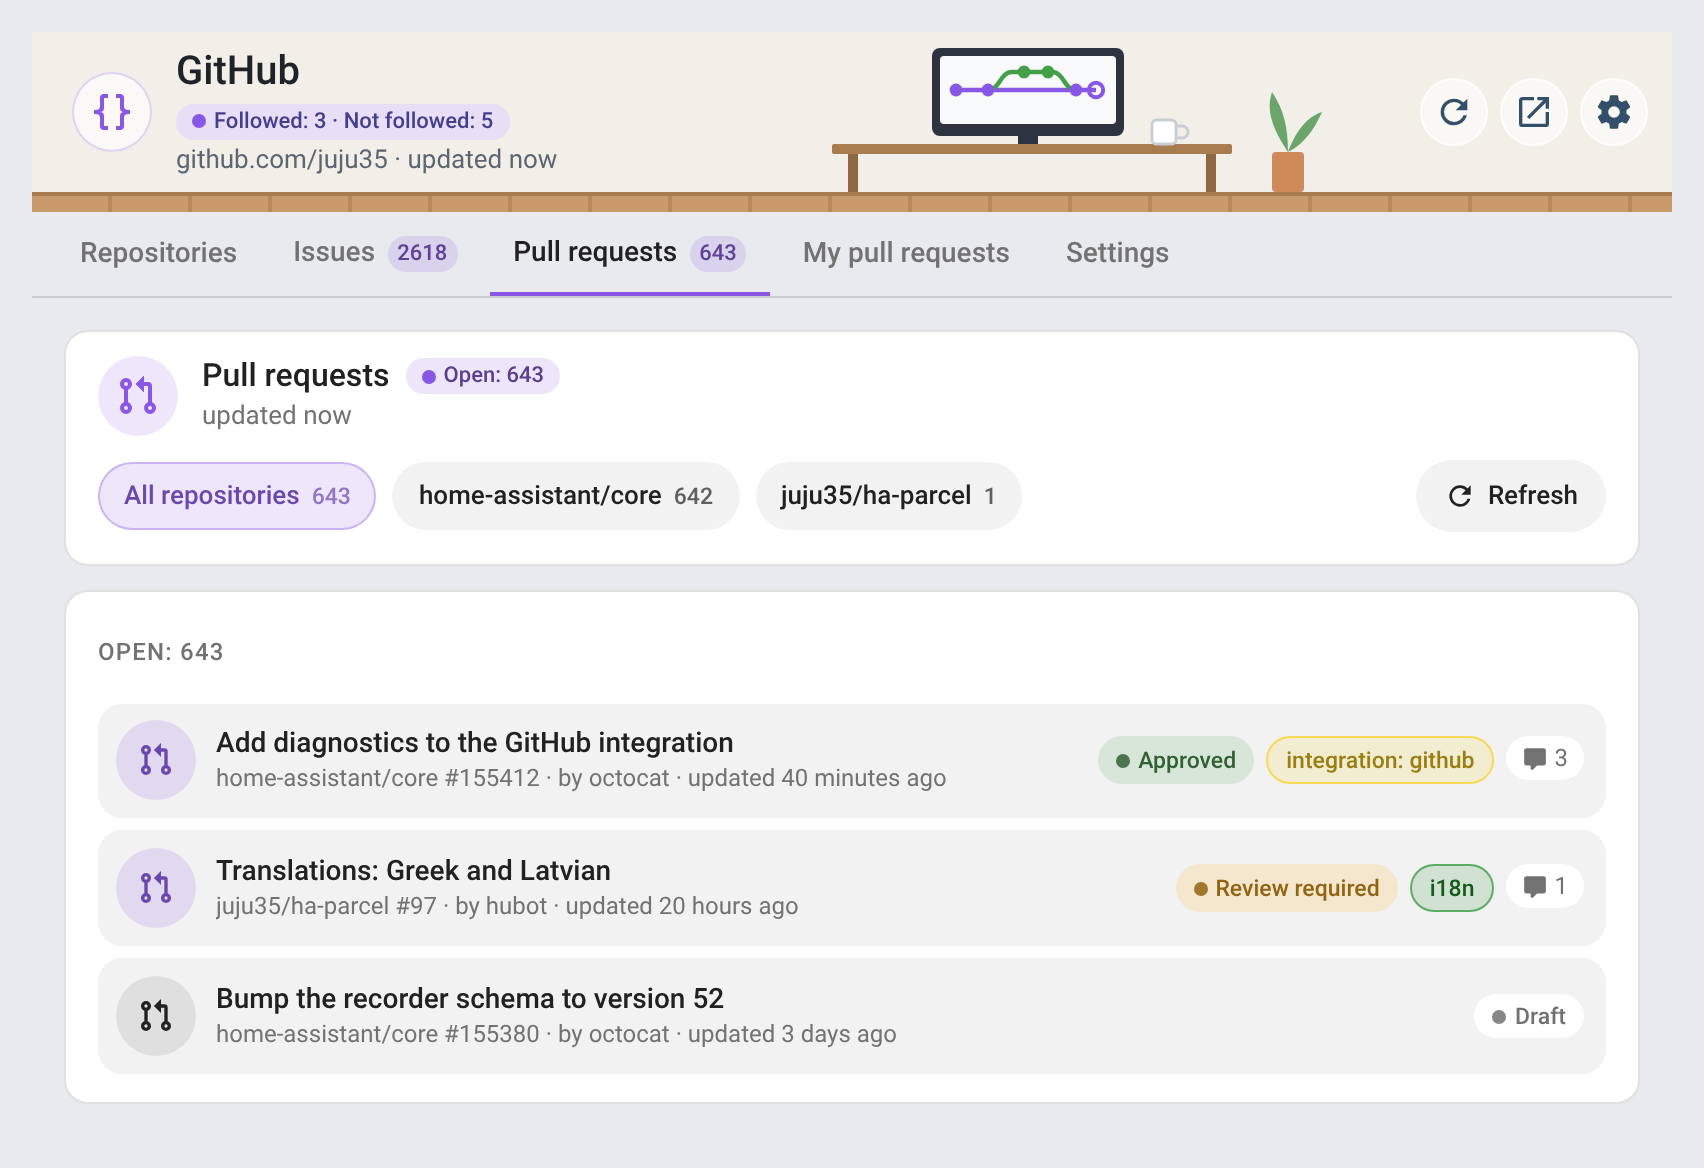 GitHub
Followed: 3 · Not followed: 5
github.com/juju35 · updated now
Repositories
Issues 2618
Pull requests 643
My pull requests
Settings
Pull requests
Open: 643
updated now
All repositories 643
home-assistant/core 642
juju35/ha-parcel 1
Refresh
OPEN: 643
Add diagnostics to the GitHub integration
home-assistant/core #155412 · by octocat · updated 40 minutes ago
Approved
integration: github
3
Translations: Greek and Latvian
juju35/ha-parcel #97 · by hubot · updated 20 hours ago
Review required
i18n
1
Bump the recorder schema to version 52
home-assistant/core #155380 · by octocat · updated 3 days ago
Draft